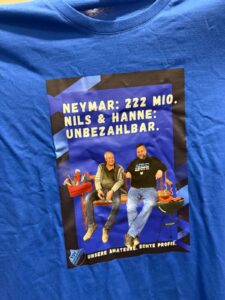 NEYMAR: 222 MIO.
NILS & HANNE:
UNBEZAHLBAR.
UNSERE AMATEURE. ECHTE PROFIS.